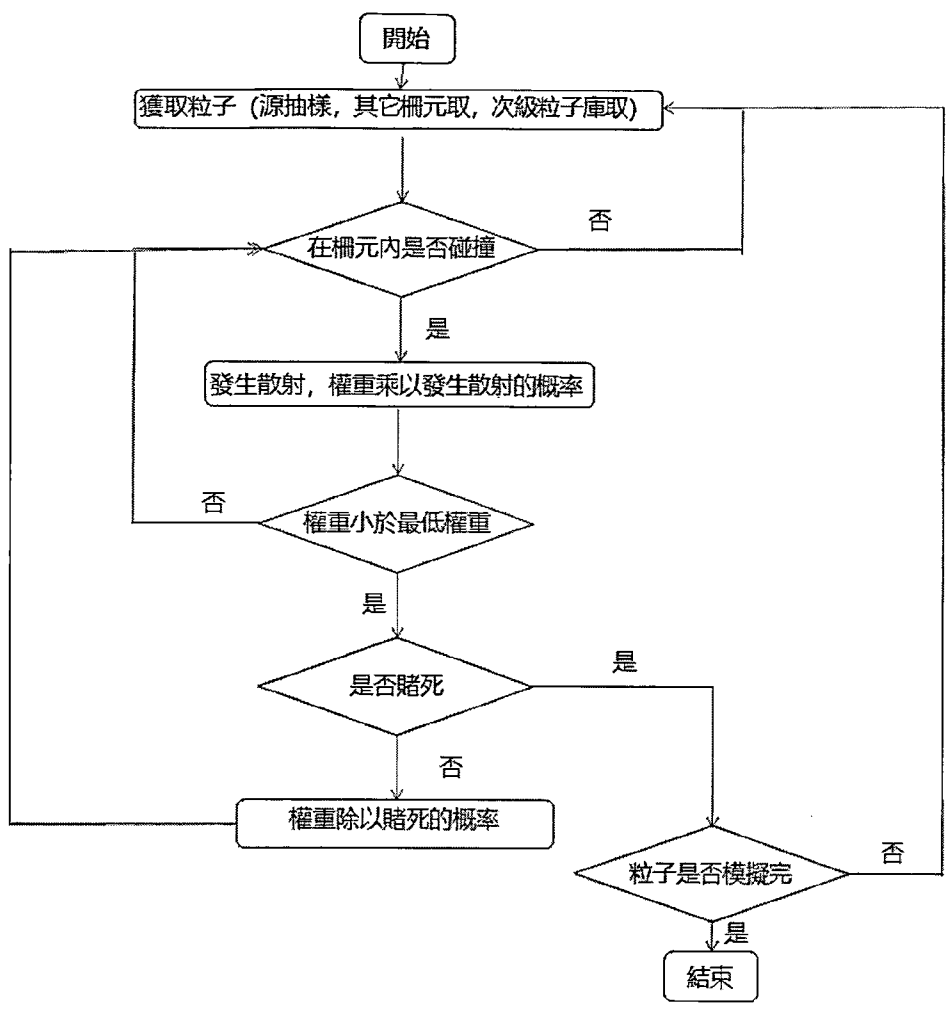 開始
獲取粒子（源抽樣，其它柵元取，次級粒子庫取）
在柵元內是否碰撞
否
是
發生散射，權重乘以發生散射的概率
否
權重小於最低權重
是
是否賭死
是
否
權重除以賭死的概率
粒子是否模擬完
否
是
結束